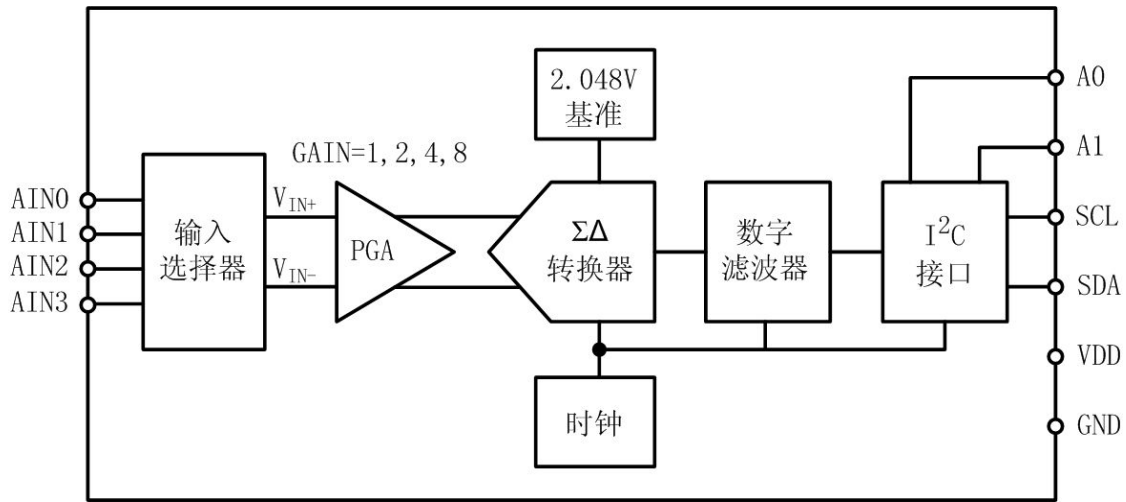 2.048V
基准
GAIN=1,2,4,8
AIN0
AIN1
AIN2
AIN3
输入
选择器
V_IN+
V_IN-
PGA
ΣΔ
转换器
数字
滤波器
I²C
接口
时钟
A0
A1
SCL
SDA
VDD
GND